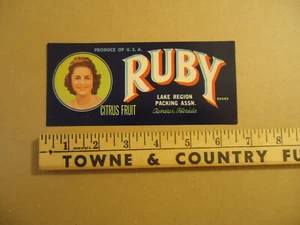 PRODUCE OF U.S.A.
RUBY
BRAND
LAKE REGION
PACKING ASSN.
Tavares, Florida
CITRUS FRUIT
1 2 3 4 5 6 7 8
TOWNE & COUNTRY FU